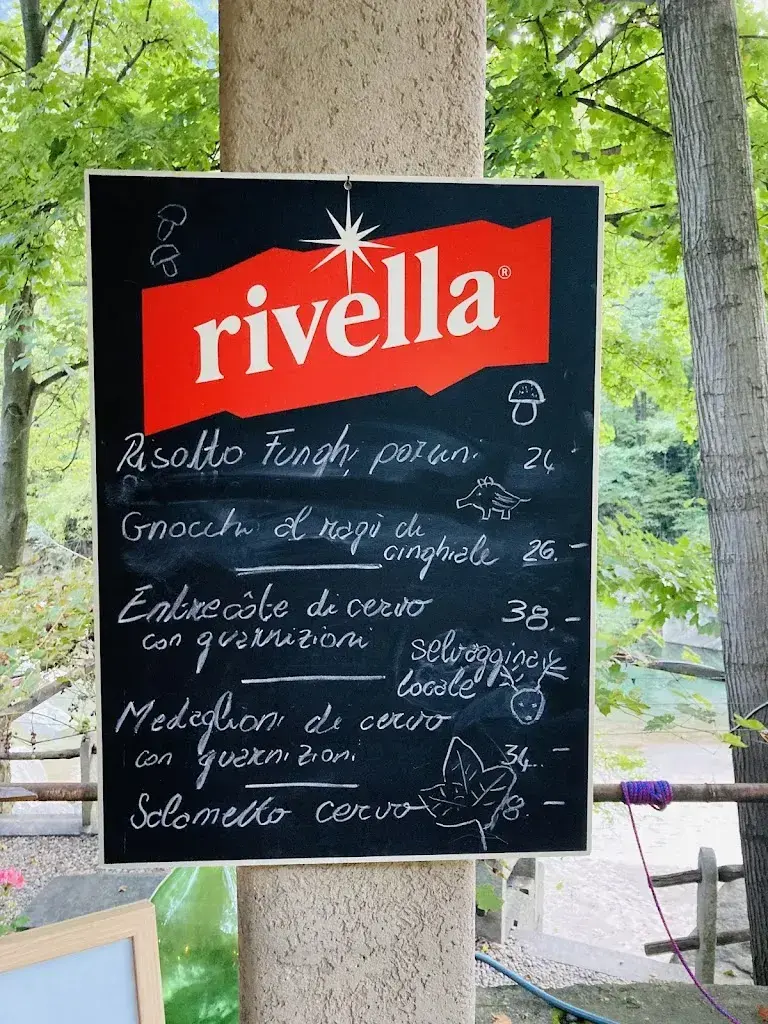 rivella®
Risotto Funghi porcini 24
Gnocchi al ragù di
cinghiale 26.-
Entrecôte di cervo 38.-
con guarnizioni
selvaggina
locale
Medaglioni di cervo
con guarnizioni 34.-
Salametto cervo 8.-